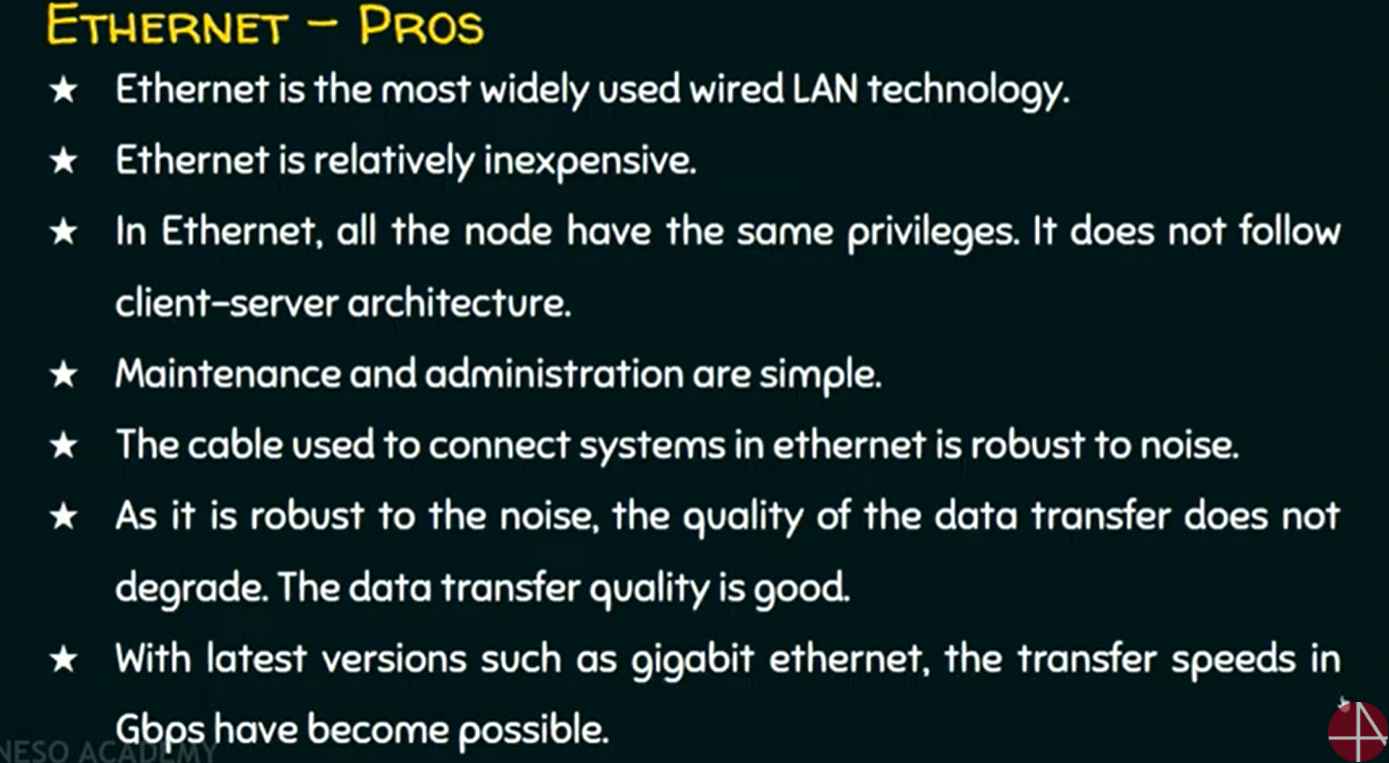 ETHERNET – PROS
★ Ethernet is the most widely used wired LAN technology.
★ Ethernet is relatively inexpensive.
★ In Ethernet, all the node have the same privileges. It does not follow
client-server architecture.
★ Maintenance and administration are simple.
★ The cable used to connect systems in ethernet is robust to noise.
★ As it is robust to the noise, the quality of the data transfer does not
degrade. The data transfer quality is good.
★ With latest versions such as gigabit ethernet, the transfer speeds in
Gbps have become possible.
NESO ACADEMY